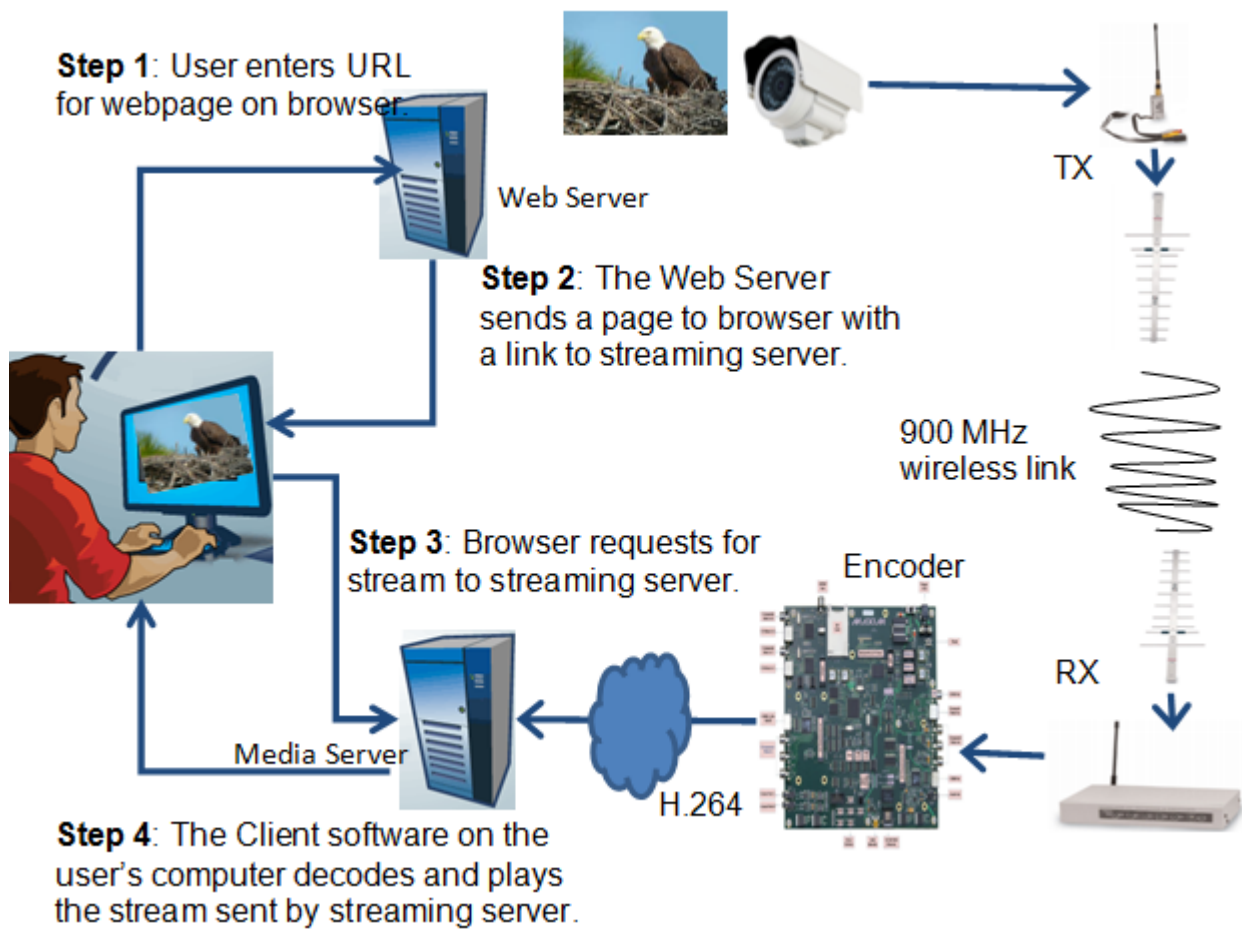 Step 1: User enters URL
for webpage on browser.
Web Server
TX
Step 2: The Web Server
sends a page to browser with
a link to streaming server.
900 MHz
wireless link
Step 3: Browser requests for
stream to streaming server.
Encoder
RX
Media Server
H.264
Step 4: The Client software on the
user's computer decodes and plays
the stream sent by streaming server.